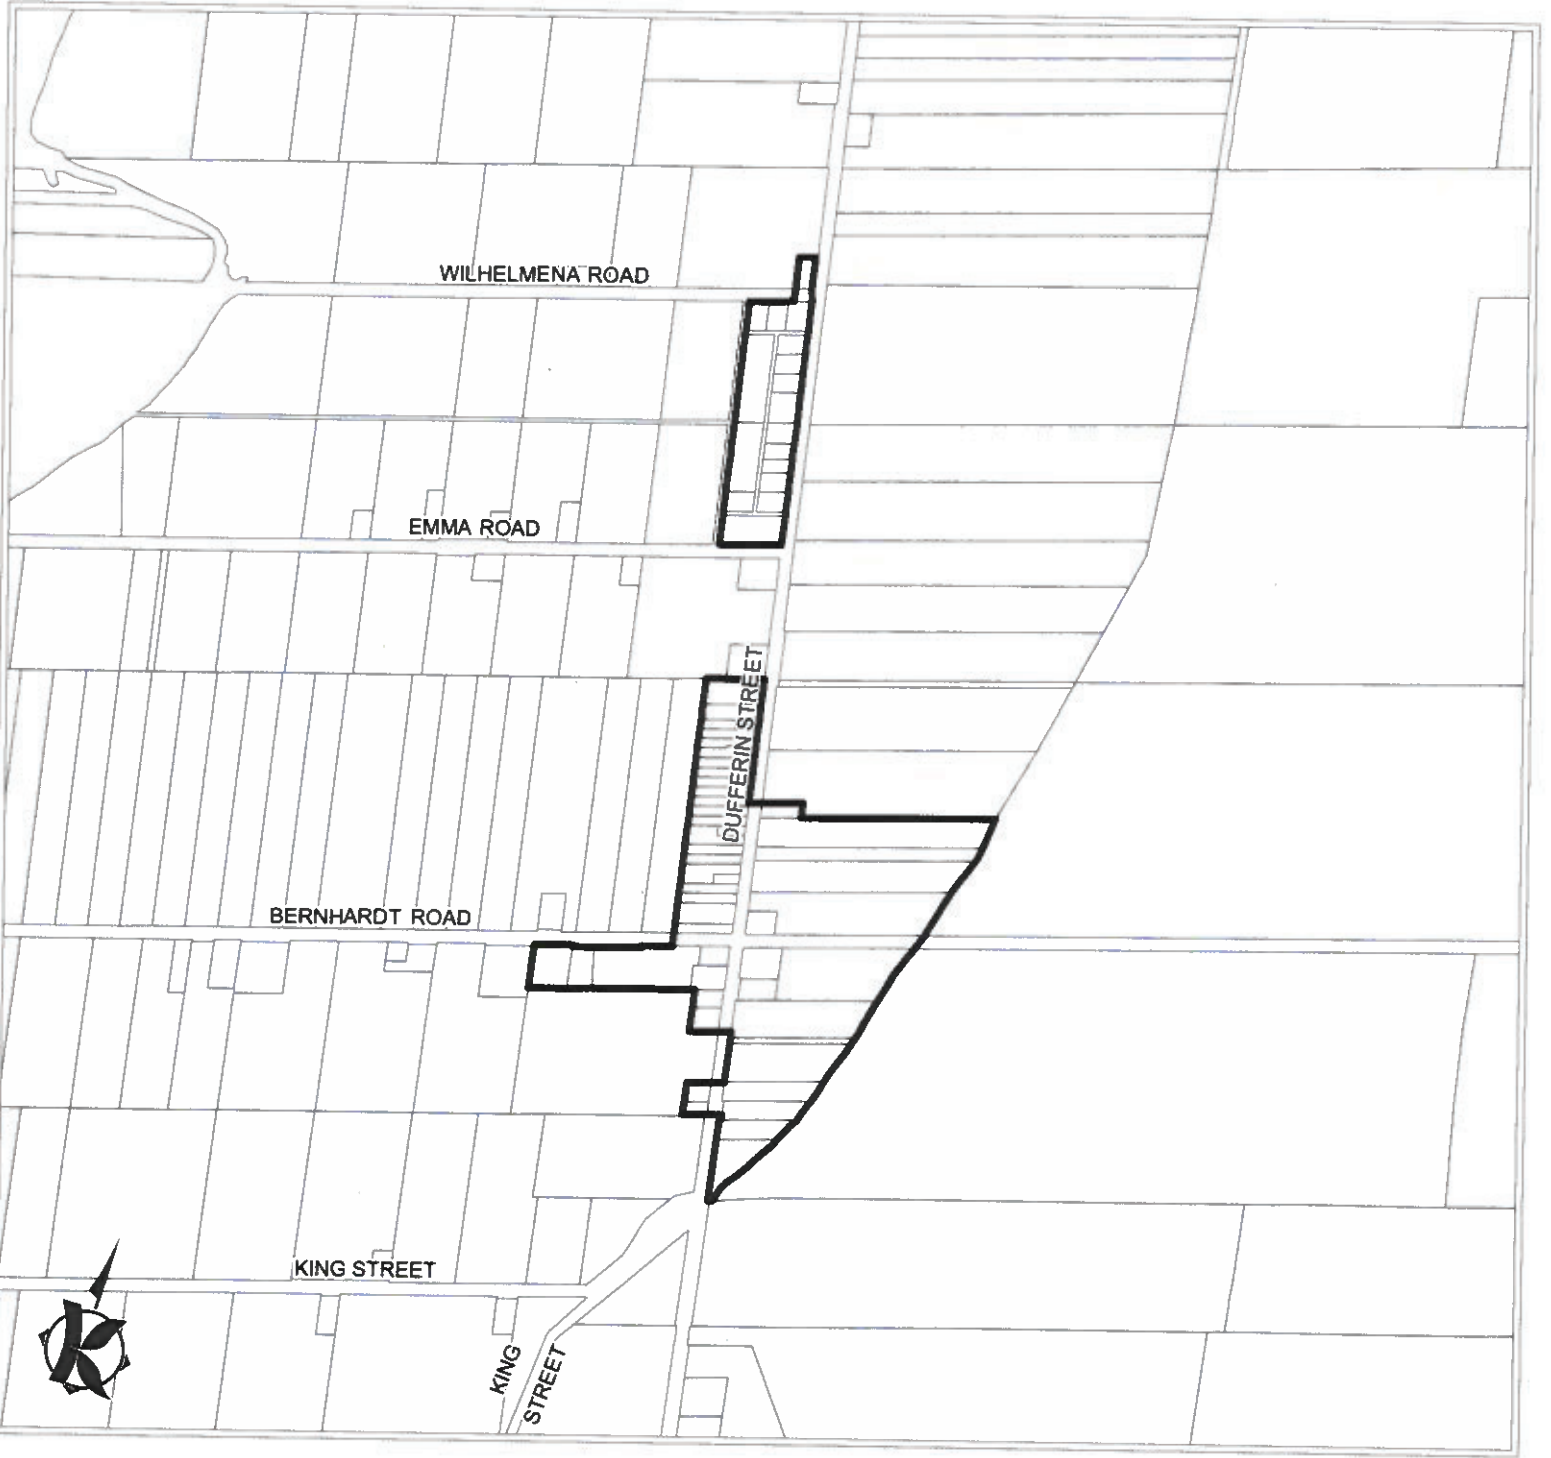 WILHELMENA ROAD
EMMA ROAD
DUFFERIN STREET
BERNHARDT ROAD
KING STREET
KING
STREET